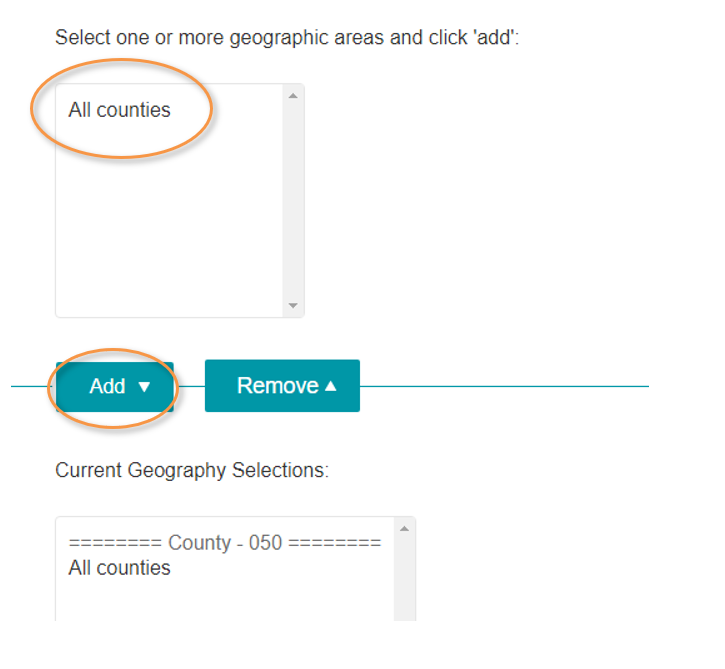 Select one or more geographic areas and click 'add':
All counties
Add ▼
Remove ▲
Current Geography Selections:
======== County - 050 ========
All counties